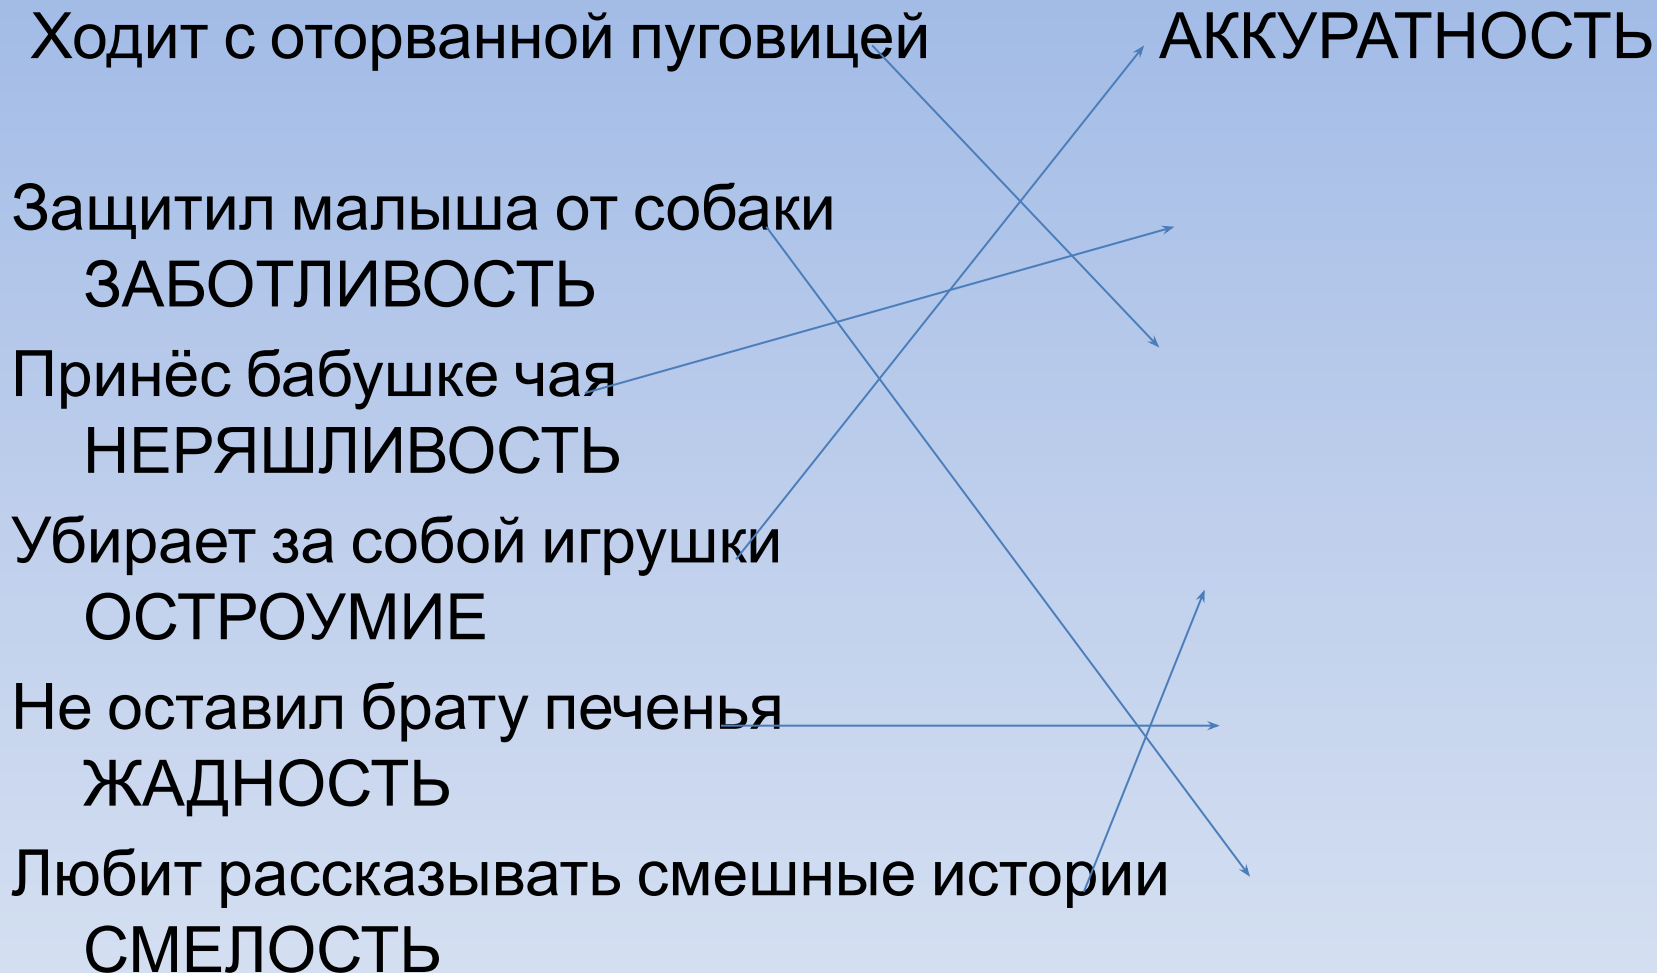 Ходит с оторванной пуговицей АККУРАТНОСТЬ
Защитил малыша от собаки
ЗАБОТЛИВОСТЬ
Принёс бабушке чая
НЕРЯШЛИВОСТЬ
Убирает за собой игрушки
ОСТРОУМИЕ
Не оставил брату печенья
ЖАДНОСТЬ
Любит рассказывать смешные истории
СМЕЛОСТЬ